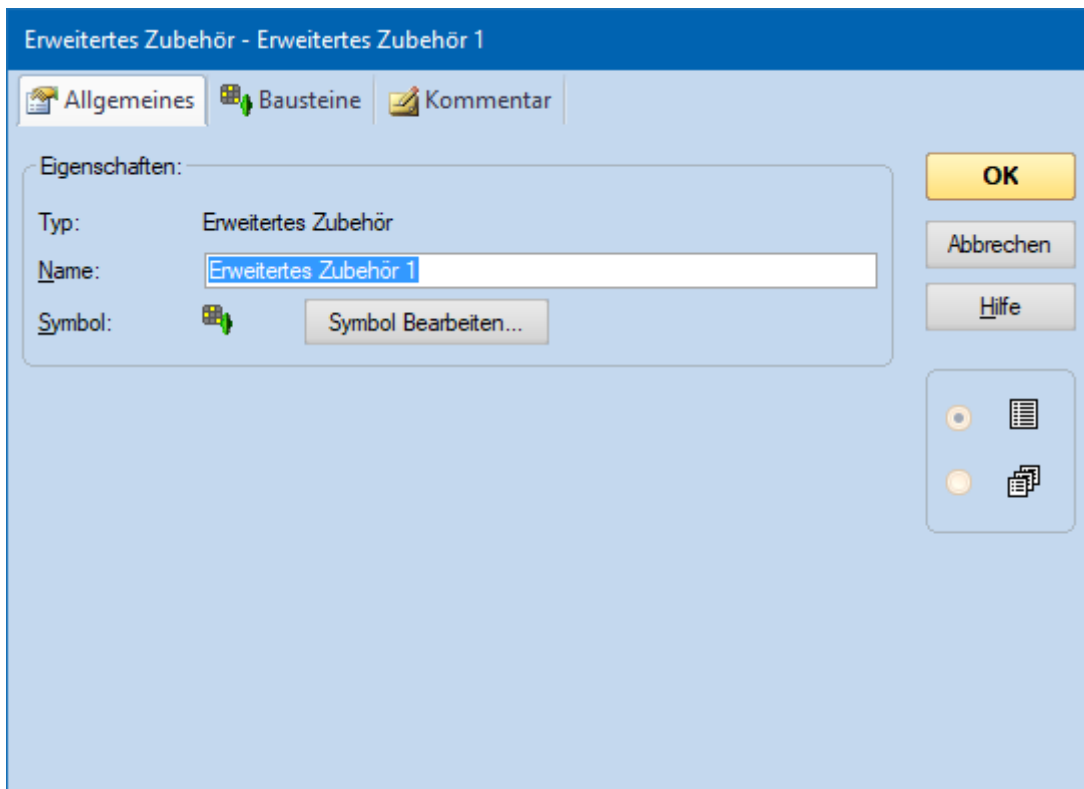 Erweitertes Zubehör - Erweitertes Zubehör 1
Allgemeines Bausteine Kommentar
Eigenschaften:
Typ: Erweitertes Zubehör
Name: Erweitertes Zubehör 1
Symbol: Symbol Bearbeiten...
OK
Abbrechen
Hilfe